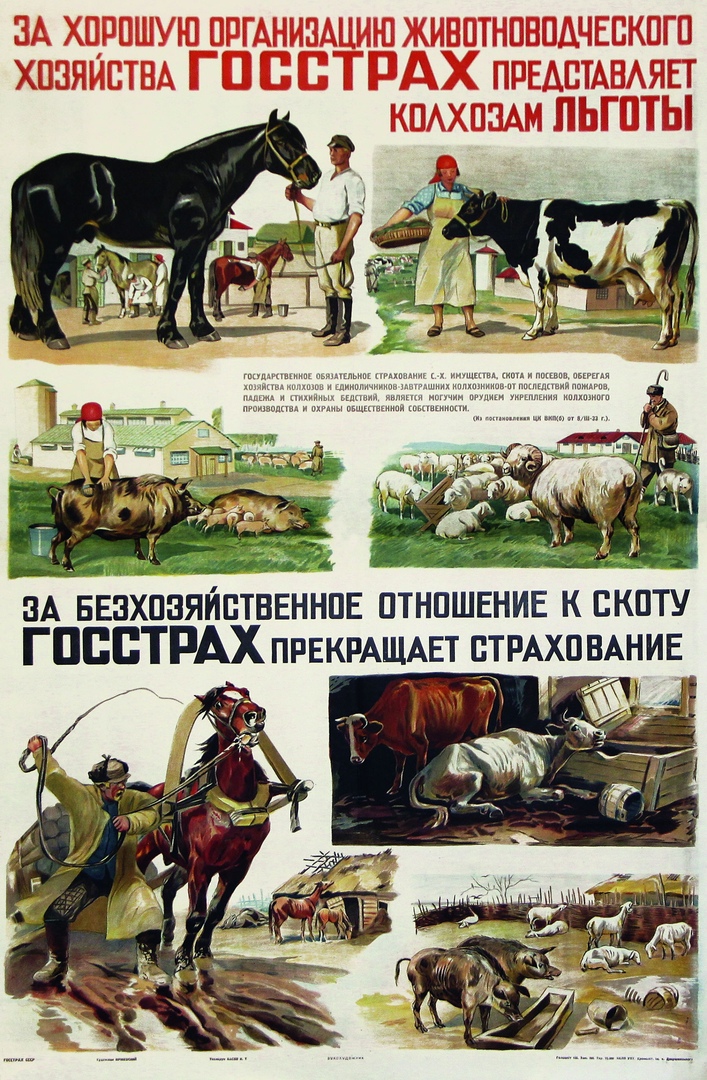 ЗА ХОРОШУЮ ОРГАНИЗАЦИЮ ЖИВОТНОВОДЧЕСКОГО
ХОЗЯЙСТВА ГОССТРАХ ПРЕДСТАВЛЯЕТ
КОЛХОЗАМ ЛЬГОТЫ
ГОСУДАРСТВЕННОЕ ОБЯЗАТЕЛЬНОЕ СТРАХОВАНИЕ С.-Х. ИМУЩЕСТВА, СКОТА И ПОСЕВОВ, ОБЕРЕГАЯ
ХОЗЯЙСТВА КОЛХОЗОВ И ЕДИНОЛИЧНИКОВ-ЗАВТРАШНИХ КОЛХОЗНИКОВ-ОТ ПОСЛЕДСТВИЙ ПОЖАРОВ,
ПАДЕЖА И СТИХИЙНЫХ БЕДСТВИЙ, ЯВЛЯЕТСЯ МОГУЧИМ ОРУДИЕМ УКРЕПЛЕНИЯ КОЛХОЗНОГО
ПРОИЗВОДСТВА И ОХРАНЫ ОБЩЕСТВЕННОЙ СОБСТВЕННОСТИ.
(Из постановления ЦК ВКП(б) от 8/III-33 г.).
ЗА БЕЗХОЗЯЙСТВЕННОЕ ОТНОШЕНИЕ К СКОТУ
ГОССТРАХ ПРЕКРАЩАЕТ СТРАХОВАНИЕ
ГОССТРАХ СССР